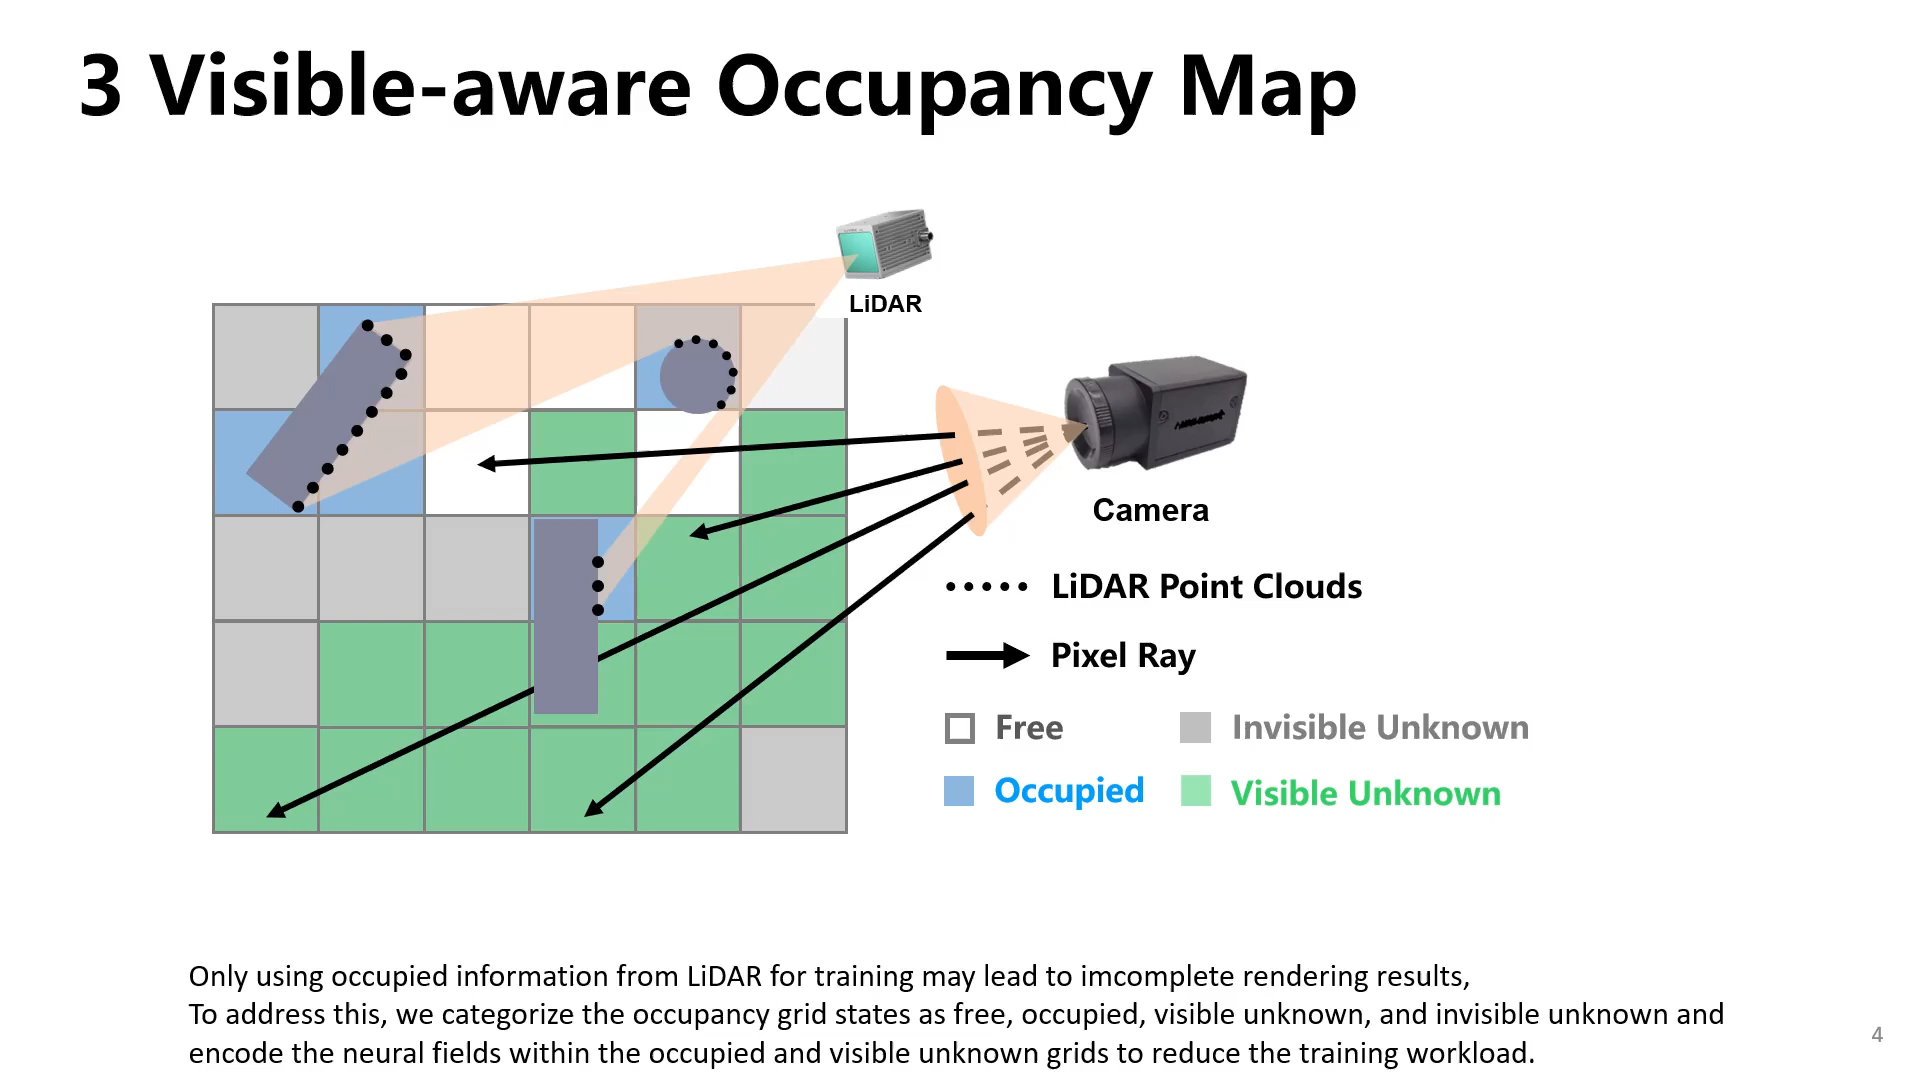 3 Visible-aware Occupancy Map
LiDAR
Camera
LiDAR Point Clouds
Pixel Ray
Free
Invisible Unknown
Occupied
Visible Unknown
Only using occupied information from LiDAR for training may lead to imcomplete rendering results,
To address this, we categorize the occupancy grid states as free, occupied, visible unknown, and invisible unknown and
encode the neural fields within the occupied and visible unknown grids to reduce the training workload.
4